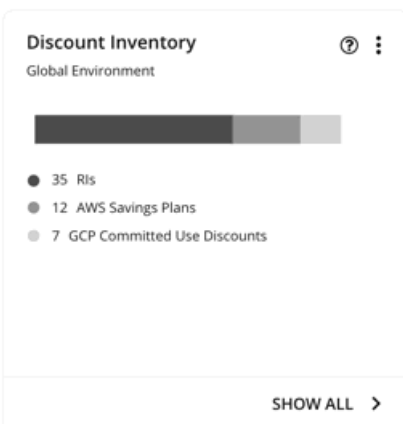 Discount Inventory
Global Environment
35 RIs
12 AWS Savings Plans
7 GCP Committed Use Discounts
SHOW ALL